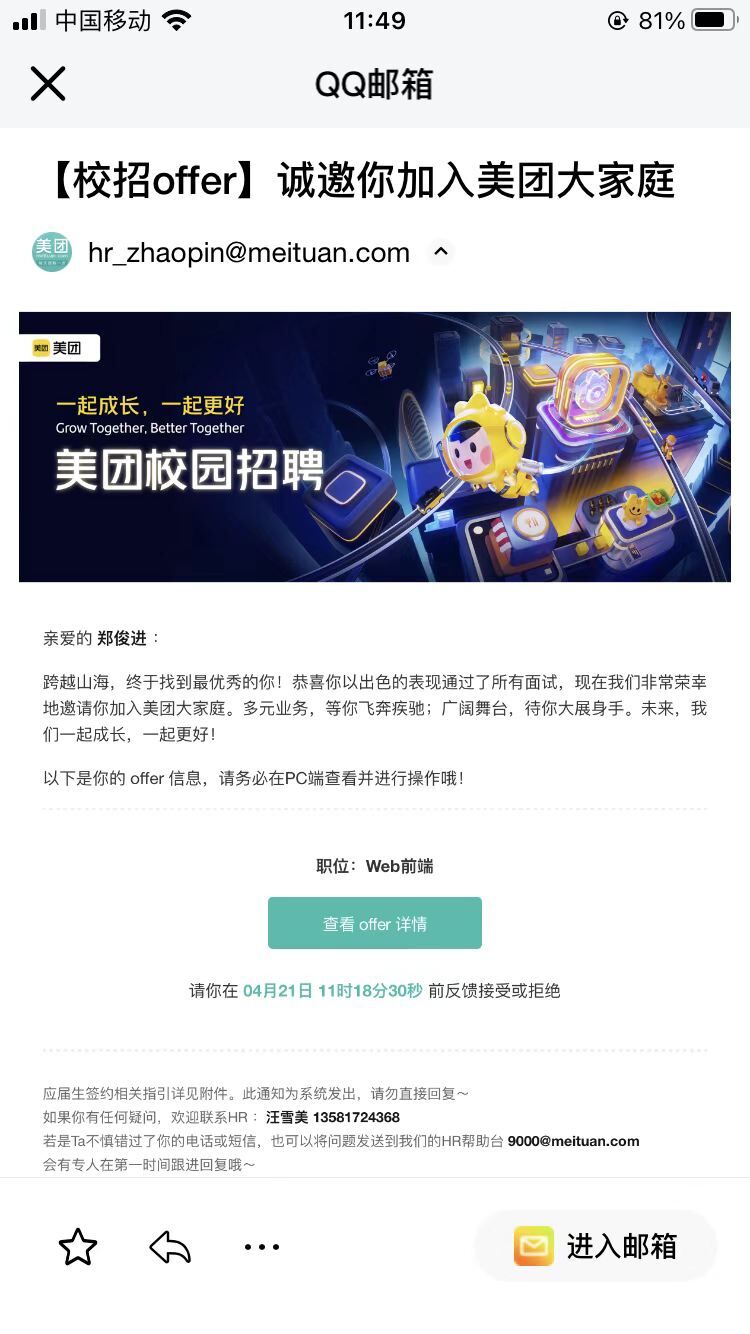 中国移动
11:49
81%
QQ邮箱
【校招offer】诚邀你加入美团大家庭
美团
hr_zhaopin@meituan.com
美团 美团
一起成长，一起更好
Grow Together, Better Together
美团校园招聘
亲爱的 郑俊进：
跨越山海，终于找到最优秀的你！恭喜你以出色的表现通过了所有面试，现在我们非常荣幸
地邀请你加入美团大家庭。多元业务，等你飞奔疾驰；广阔舞台，待你大展身手。未来，我
们一起成长，一起更好！
以下是你的 offer 信息，请务必在PC端查看并进行操作哦！
职位：Web前端
查看 offer 详情
请你在 04月21日 11时18分30秒 前反馈接受或拒绝
应届生签约相关指引详见附件。此通知为系统发出，请勿直接回复～
如果你有任何疑问，欢迎联系HR： 汪雪美 13581724368
若是Ta不慎错过了你的电话或短信，也可以将问题发送到我们的HR帮助台 9000@meituan.com
会有专人在第一时间跟进回复哦～
进入邮箱